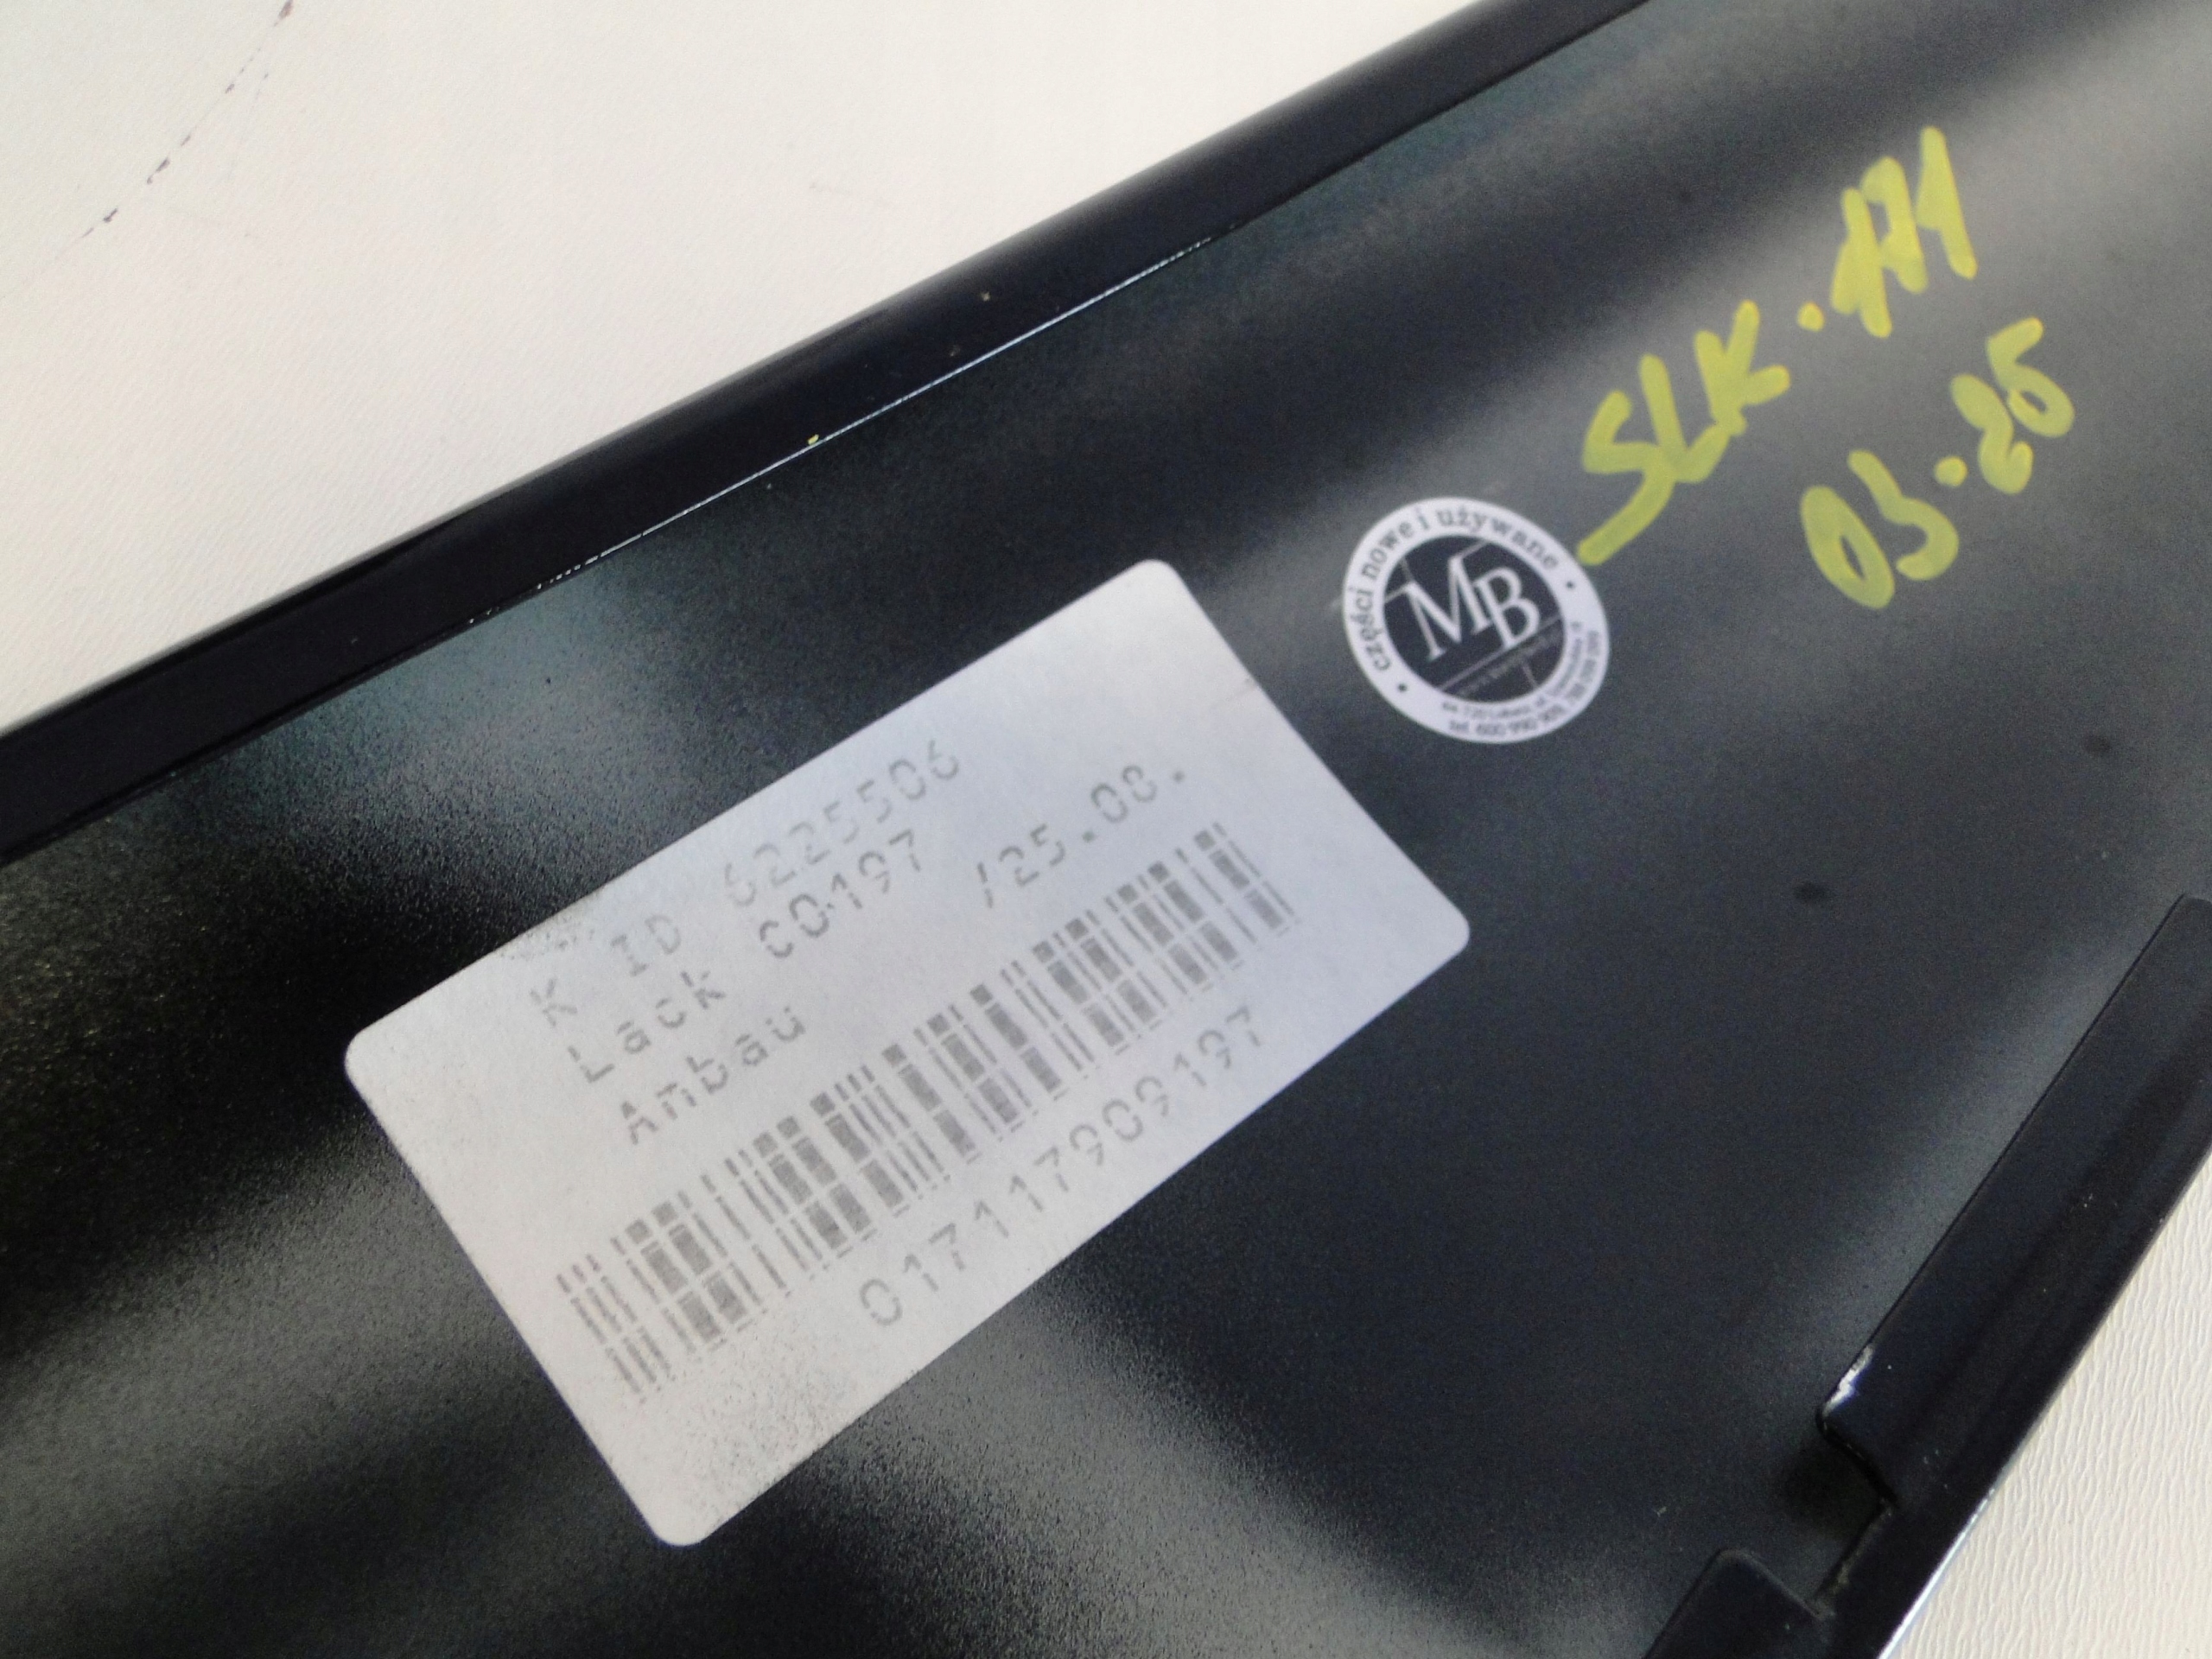 SLK.171
03.25
• części nowe i używane •
MB
K ID 6225506
Lack C0197
Anbau /25.08.
017117909197